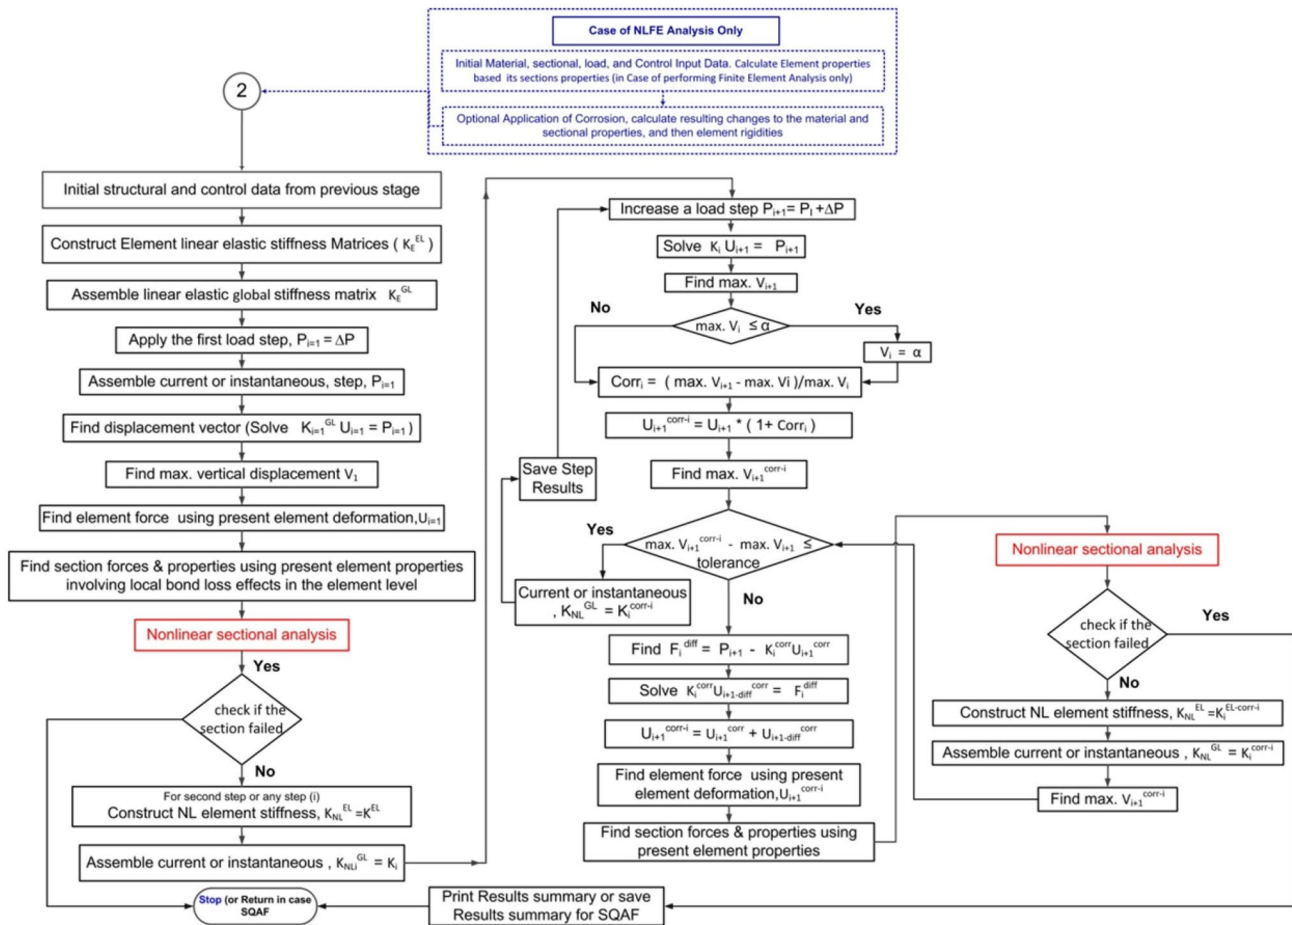 Case of NLFE Analysis Only
Initial Material, sectional, load, and Control Input Data. Calculate Element properties
based its sections properties (in Case of performing Finite Element Analysis only)
Optional Application of Corrosion, calculate resulting changes to the material and
sectional properties, and then element rigidities
2
Initial structural and control data from previous stage
Construct Element linear elastic stiffness Matrices ( K_E^EL )
Assemble linear elastic global stiffness matrix K_E^GL
Apply the first load step, P_i=1 = ΔP
Assemble current or instantaneous, step, P_i=1
Find displacement vector (Solve K_i=1^GL U_i=1 = P_i=1 )
Find max. vertical displacement V_1
Find element force using present element deformation,U_i=1
Find section forces & properties using present element properties
involving local bond loss effects in the element level
Nonlinear sectional analysis
Yes
check if the
section failed
No
For second step or any step (i)
Construct NL element stiffness, K_NL^EL =K^EL
Assemble current or instantaneous , K_NLi^GL = K_i
Stop (or Return in case
SQAF
Increase a load step P_i+1= P_I +ΔP
Solve K_i U_i+1 = P_i+1
Find max. V_i+1
No
max. V_i ≤ α
Yes
V_i = α
Corr_i = ( max. V_i+1 - max. Vi )/max. V_i
U_i+1^corr-i = U_i+1 * ( 1+ Corr_i )
Find max. V_i+1^corr-i
Save Step
Results
Yes
max. V_i+1^corr-i - max. V_i+1 ≤
tolerance
Current or instantaneous
, K_NL^GL = K_i^corr-i
No
Find F_i^diff = P_i+1 - K_i^corr U_i+1^corr
Solve K_i^corr U_i+1-diff^corr = F_i^diff
U_i+1^corr-i = U_i+1^corr + U_i+1-diff^corr
Find element force using present
element deformation,U_i+1^corr-i
Find section forces & properties using
present element properties
Nonlinear sectional analysis
check if the
section failed
Yes
No
Construct NL element stiffness, K_NL^EL =K_i^EL-corr-i
Assemble current or instantaneous , K_NL^GL = K_i^corr-i
Find max. V_i+1^corr-i
Print Results summary or save
Results summary for SQAF